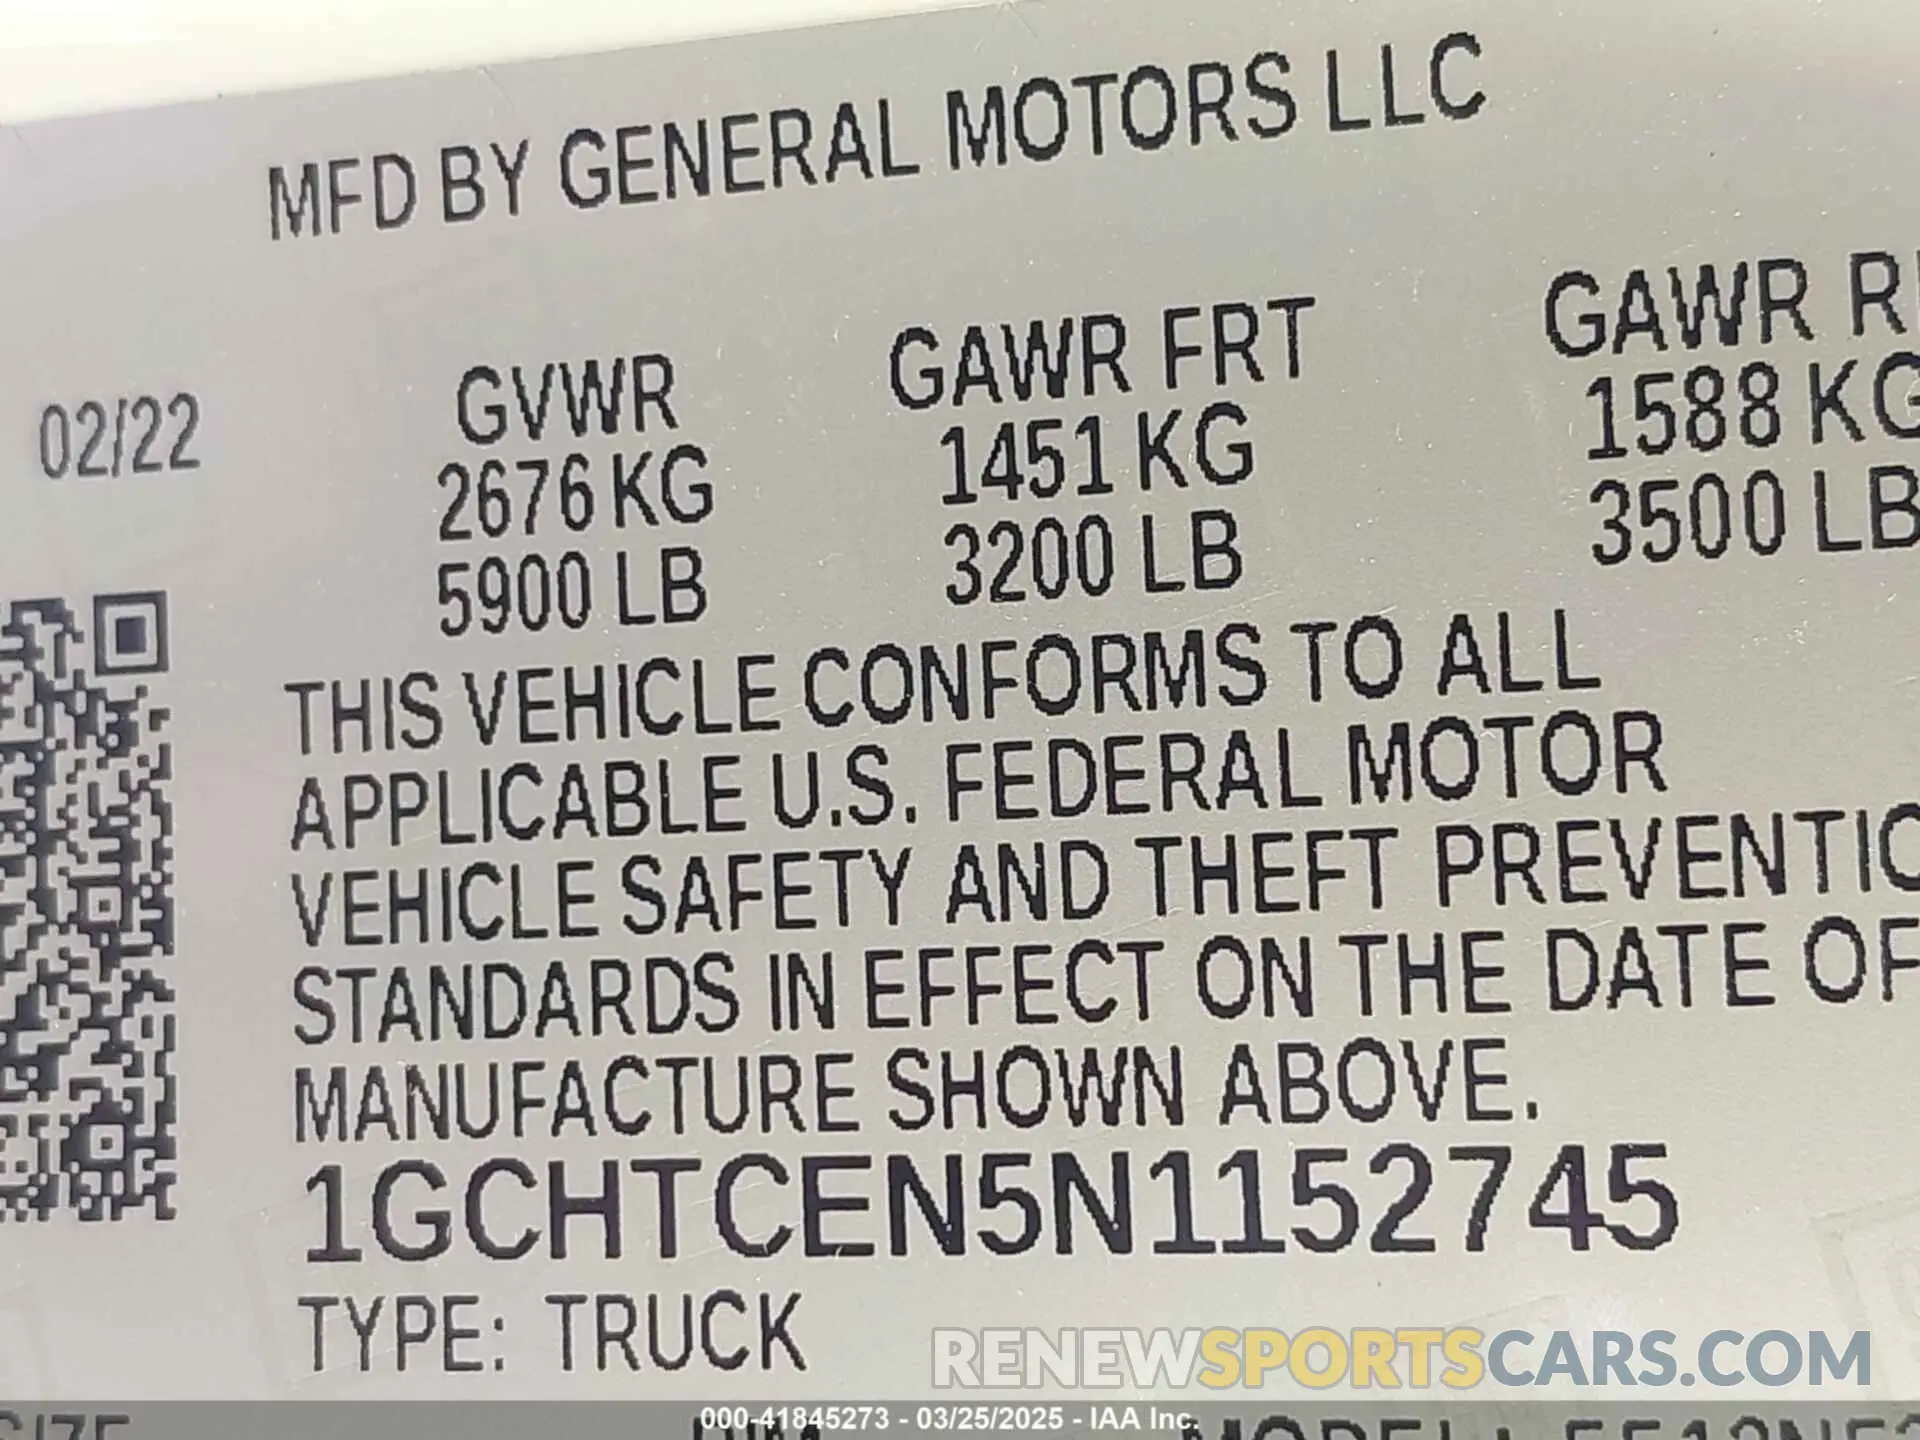 MFD BY GENERAL MOTORS LLC
02/22 GVWR GAWR FRT GAWR
2676 KG 1451 KG 1588 KG
5900 LB 3200 LB 3500 LB
THIS VEHICLE CONFORMS TO ALL
APPLICABLE U.S. FEDERAL MOTOR
VEHICLE SAFETY AND THEFT PREVENTIO
STANDARDS IN EFFECT ON THE DATE OF
MANUFACTURE SHOWN ABOVE.
1GCHTCEN5N1152745
TYPE: TRUCK
RENEWSPORTSCARS.COM
000-41845273 - 03/25/2025 - IAA Inc.